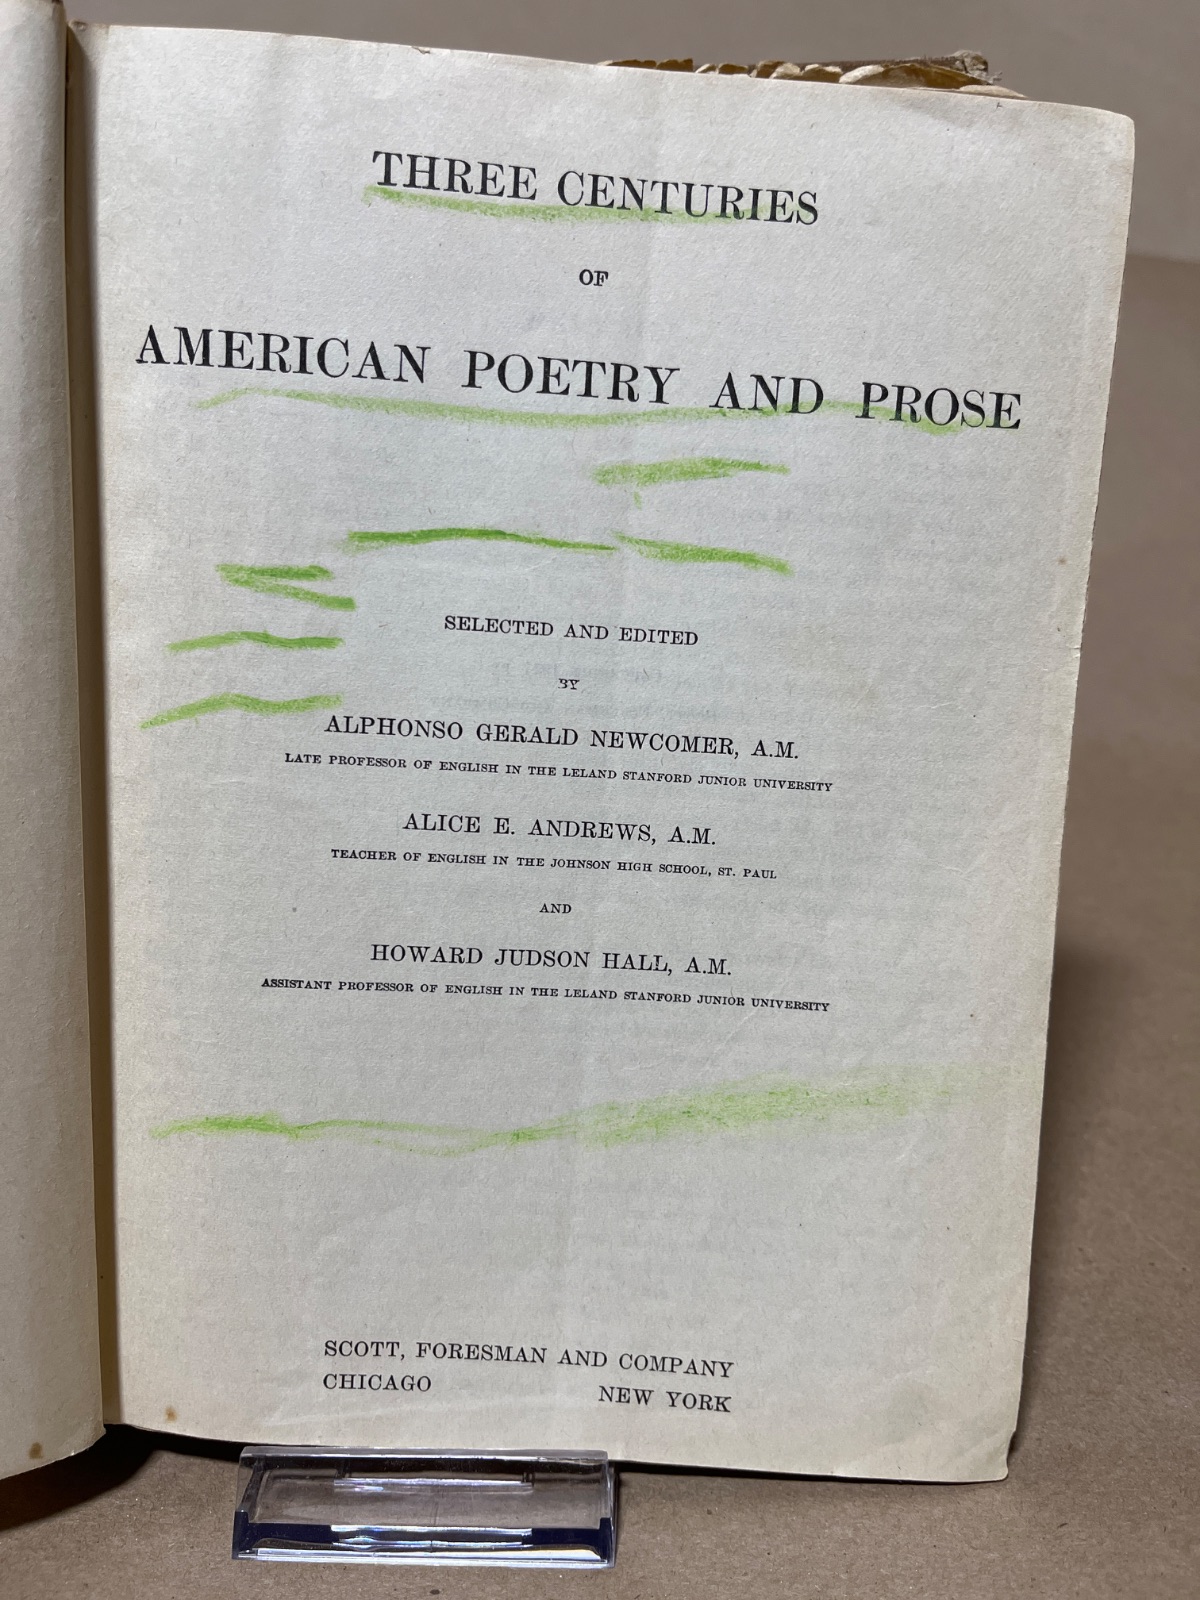 THREE CENTURIES
OF
AMERICAN POETRY AND PROSE
SELECTED AND EDITED
BY
ALPHONSO GERALD NEWCOMER, A.M.
LATE PROFESSOR OF ENGLISH IN THE LELAND STANFORD JUNIOR UNIVERSITY
ALICE E. ANDREWS, A.M.
TEACHER OF ENGLISH IN THE JOHNSON HIGH SCHOOL, ST. PAUL
AND
HOWARD JUDSON HALL, A.M.
ASSISTANT PROFESSOR OF ENGLISH IN THE LELAND STANFORD JUNIOR UNIVERSITY
SCOTT, FORESMAN AND COMPANY
CHICAGO NEW YORK